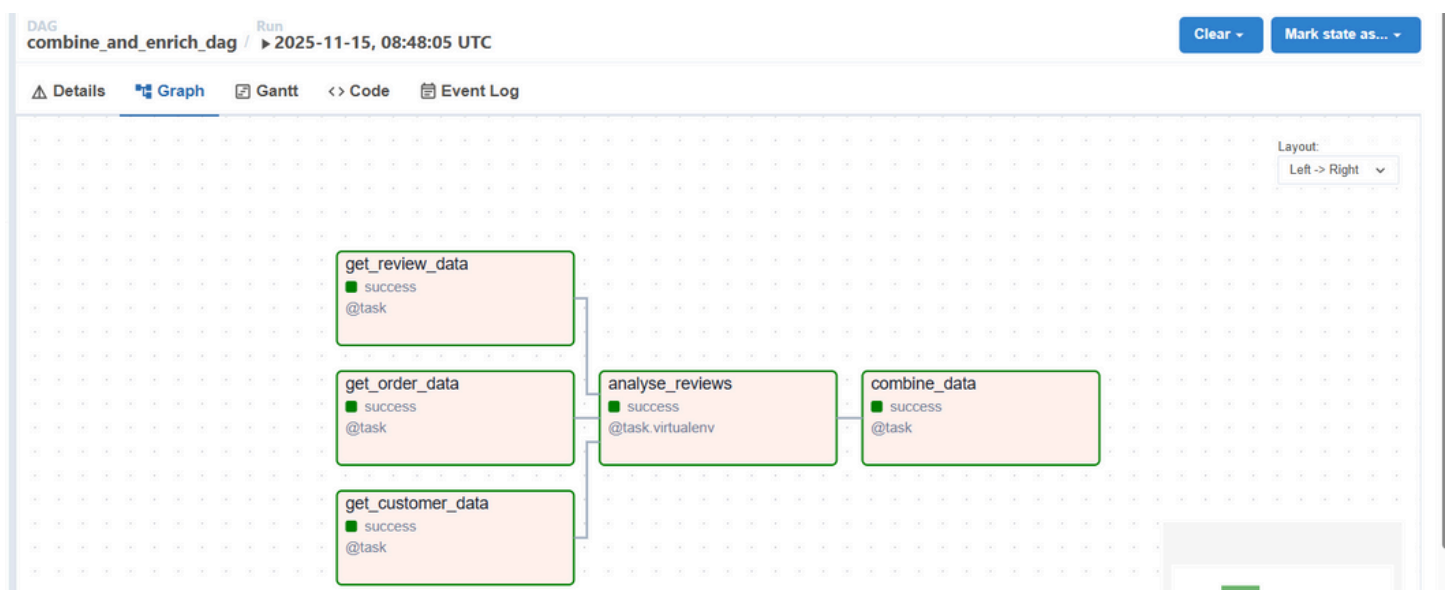 DAG
combine_and_enrich_dag / Run
2025-11-15, 08:48:05 UTC
Clear
Mark state as...
Details
Graph
Gantt
<> Code
Event Log
Layout:
Left -> Right
get_review_data
success
@task
get_order_data
success
@task
analyse_reviews
success
@task.virtualenv
combine_data
success
@task
get_customer_data
success
@task